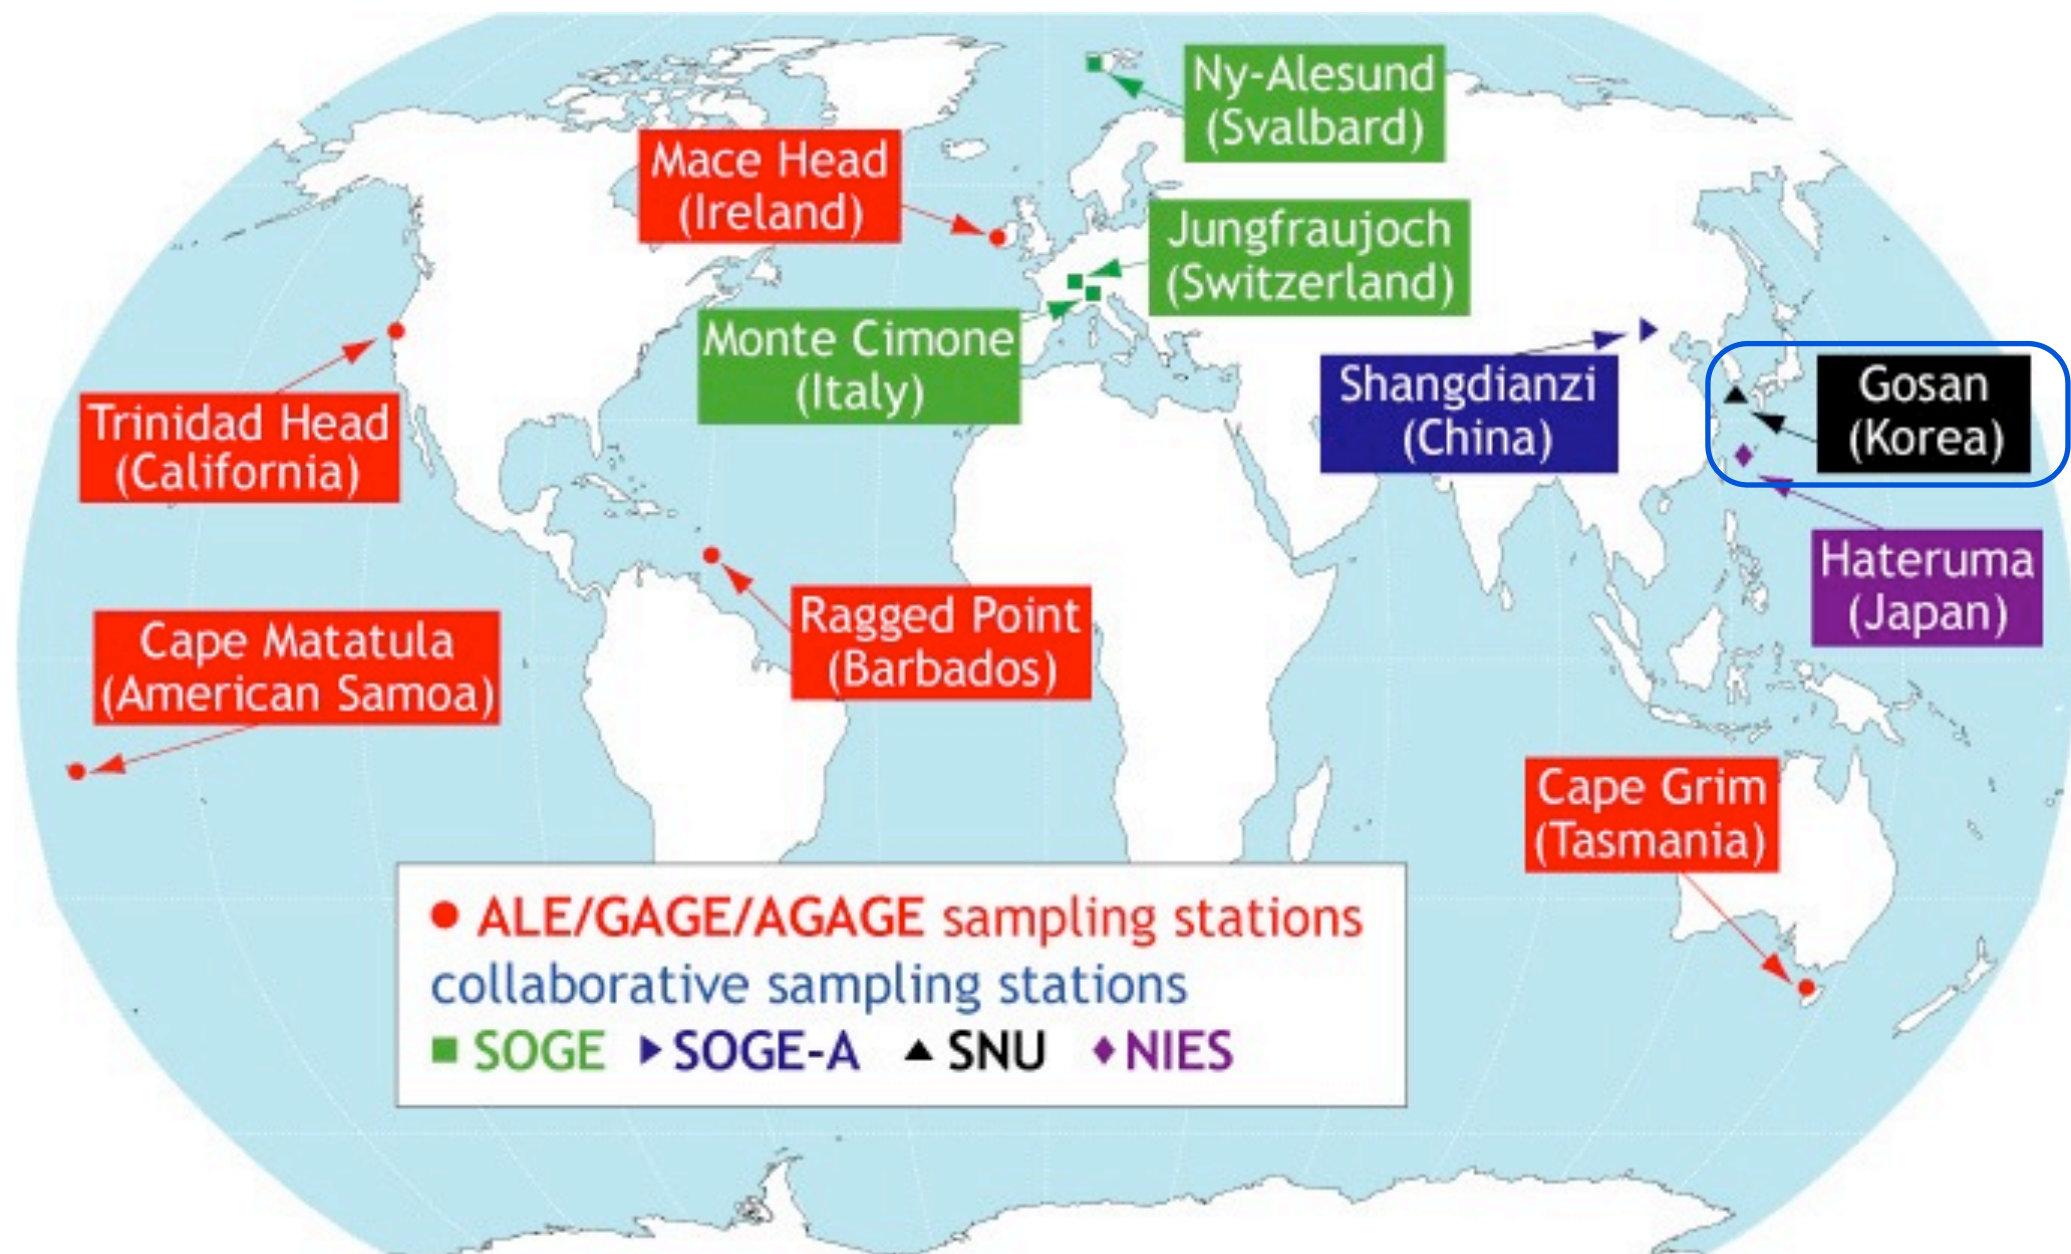 Ny-Alesund
(Svalbard)
Mace Head
(Ireland)
Jungfraujoch
(Switzerland)
Monte Cimone
(Italy)
Shangdianzi
(China)
Gosan
(Korea)
Trinidad Head
(California)
Hateruma
(Japan)
Ragged Point
(Barbados)
Cape Matatula
(American Samoa)
Cape Grim
(Tasmania)
ALE/GAGE/AGAGE sampling stations
collaborative sampling stations
SOGE SOGE-A SNU NIES